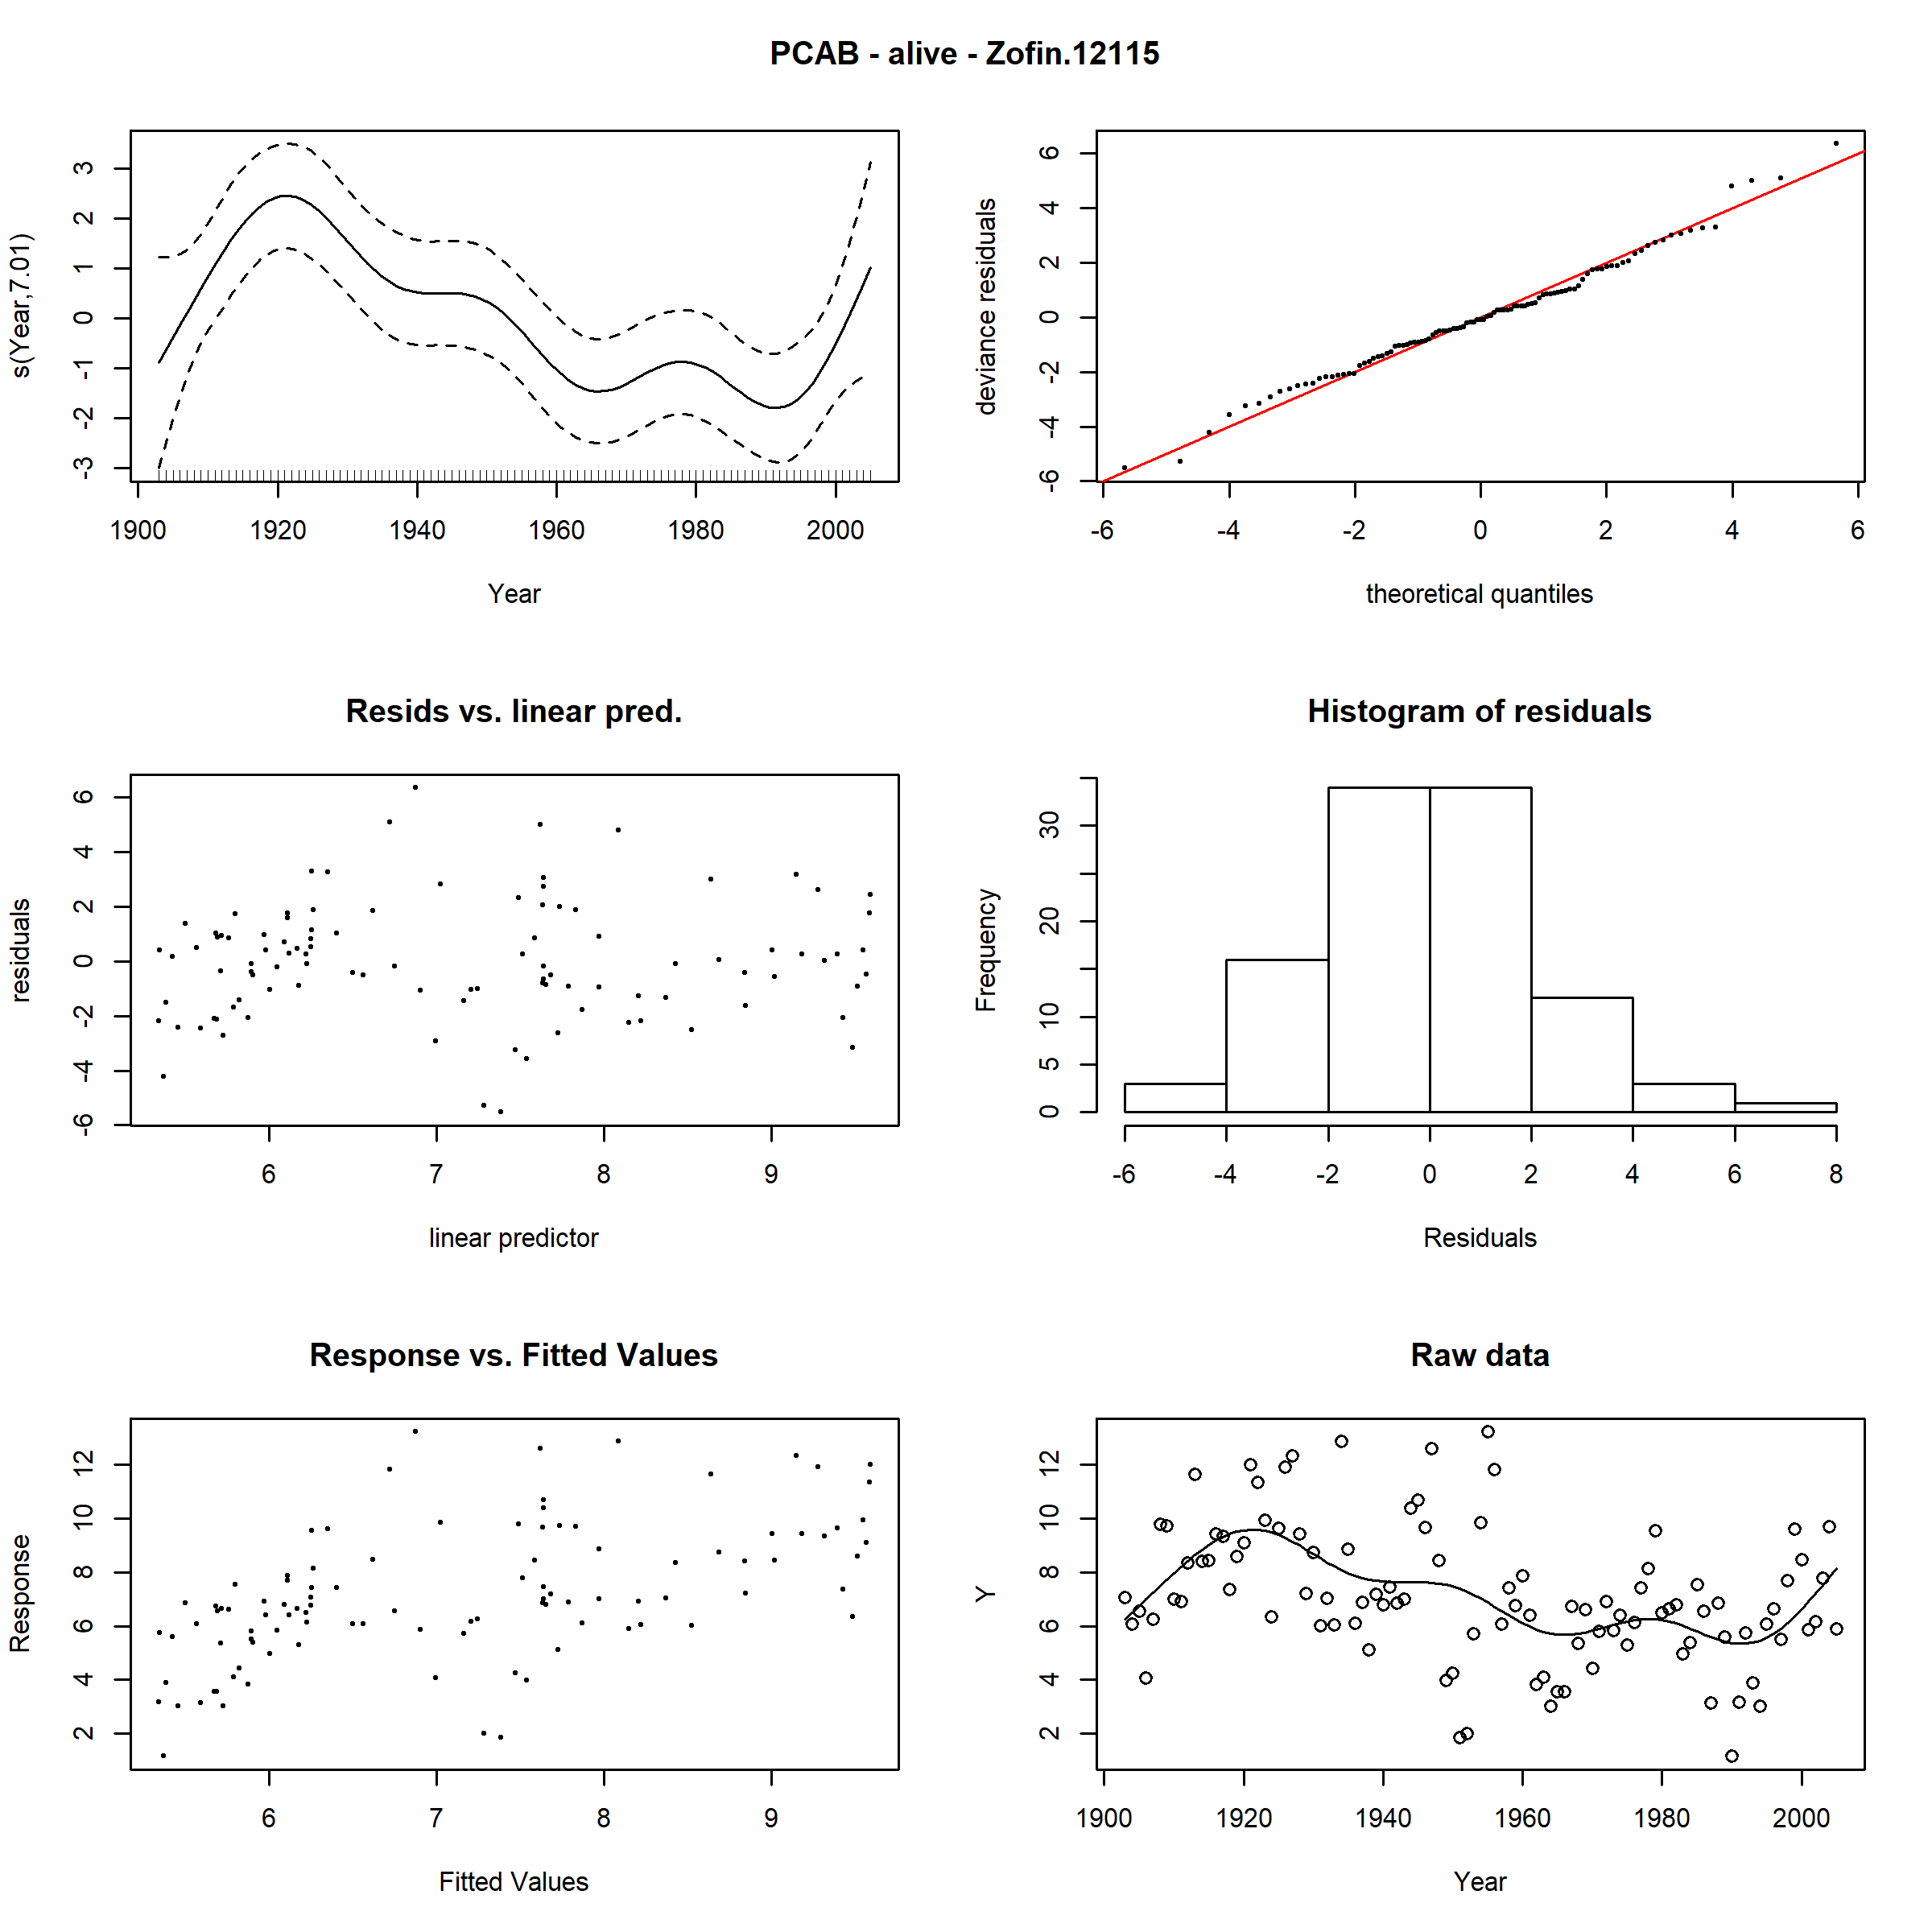 PCAB - alive - Zofin.12115
s(Year,7.01)
3
2
1
0
-1
-2
-3
1900 1920 1940 1960 1980 2000
Year
deviance residuals
6
4
2
0
-2
-4
-6
-6 -4 -2 0 2 4 6
theoretical quantiles
Resids vs. linear pred.
residuals
6
4
2
0
-2
-4
-6
6 7 8 9
linear predictor
Histogram of residuals
Frequency
30
20
10
5
0
-6 -4 -2 0 2 4 6 8
Residuals
Response vs. Fitted Values
Response
12
10
8
6
4
2
6 7 8 9
Fitted Values
Raw data
Y
12
10
8
6
4
2
1900 1920 1940 1960 1980 2000
Year